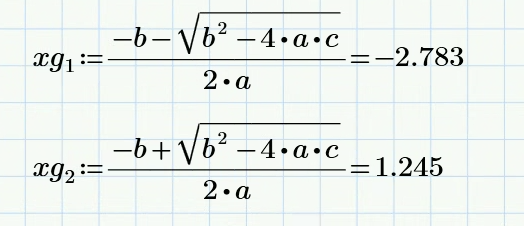 xg₁ := (−b − √(b² − 4•a•c)) / (2•a) = −2.783
xg₂ := (−b + √(b² − 4•a•c)) / (2•a) = 1.245